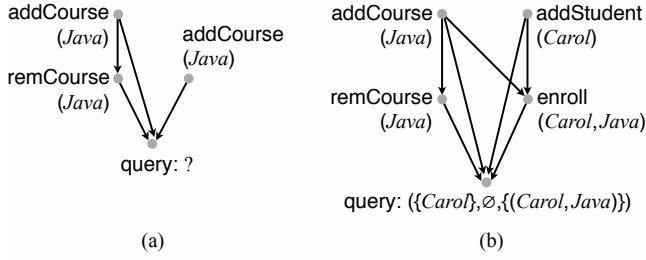 addCourse
(Java)
addCourse
(Java)
remCourse
(Java)
query: ?
(a)
addCourse
(Java)
addStudent
(Carol)
remCourse
(Java)
enroll
(Carol,Java)
query: ({Carol},∅,{(Carol,Java)})
(b)